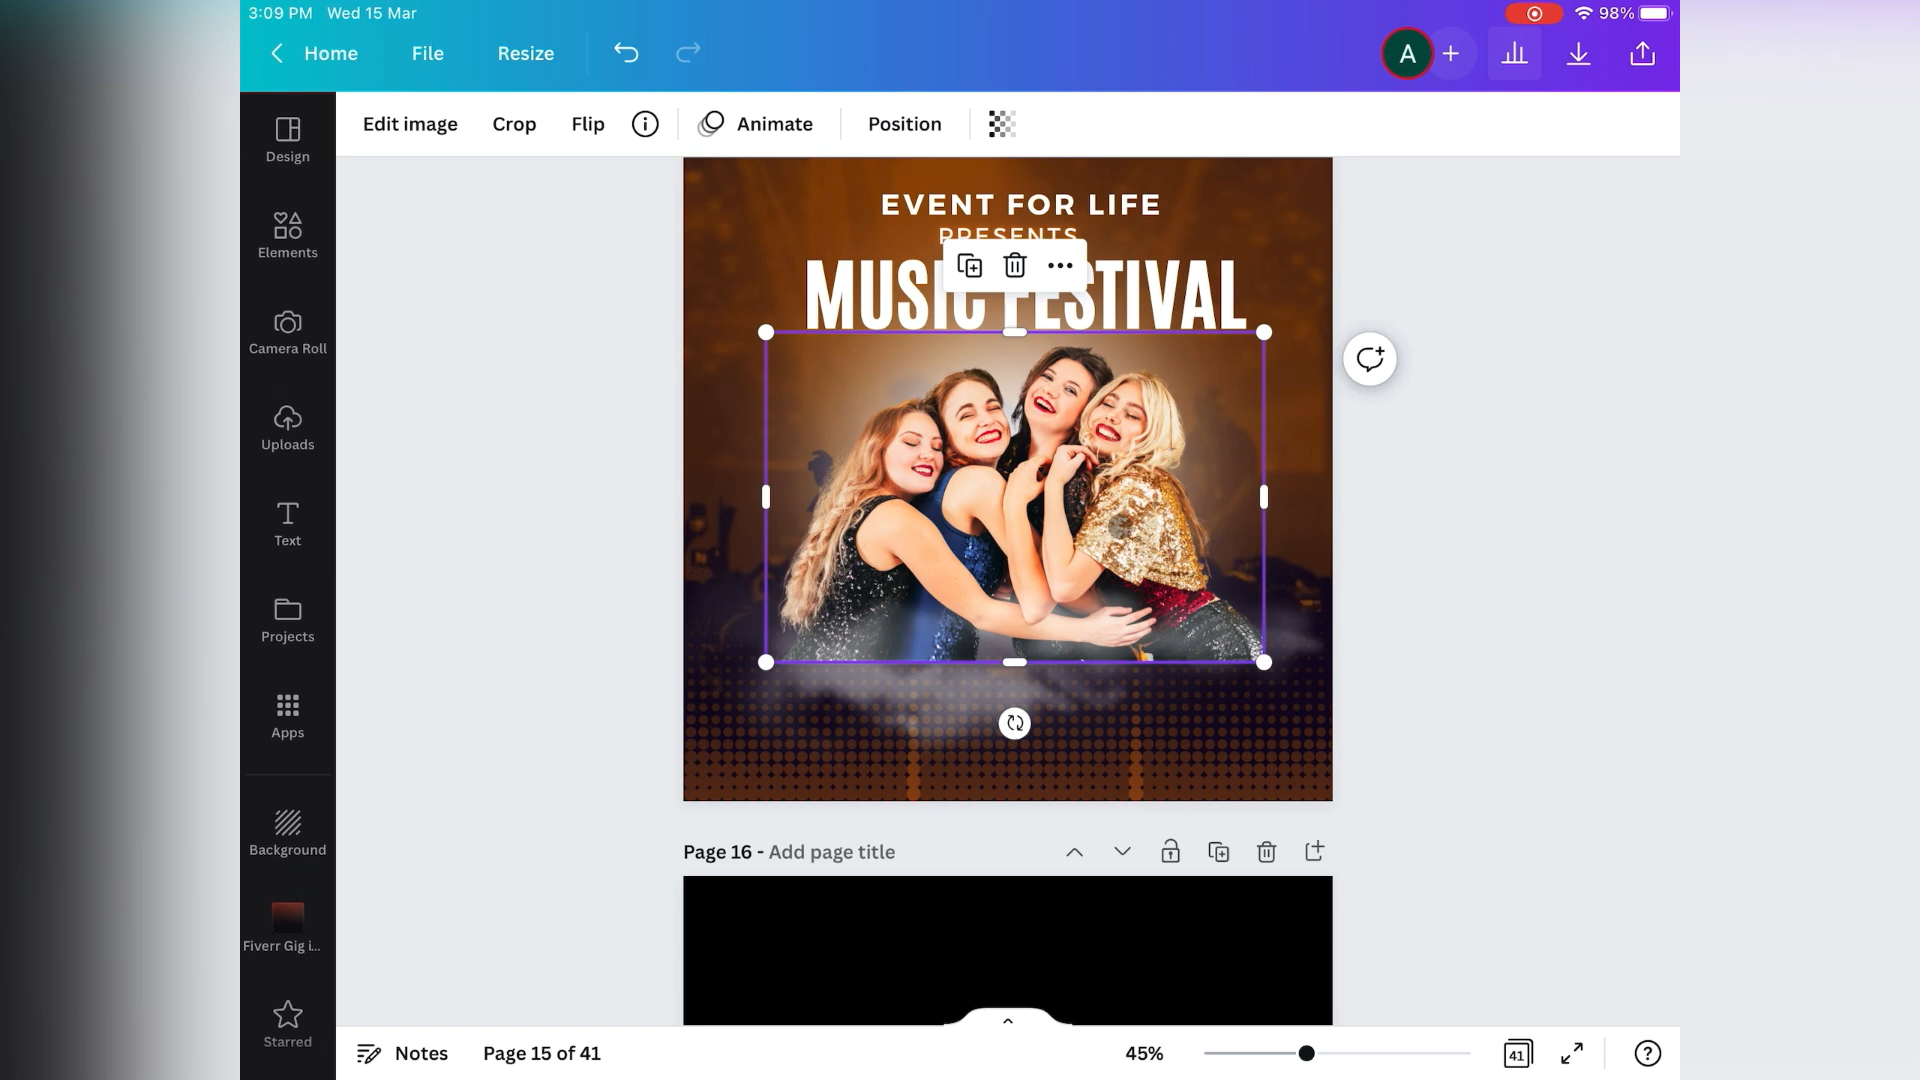 3:09 PM Wed 15 Mar
98%
Home File Resize
A
Edit image Crop Flip Animate Position
Design
Elements
Camera Roll
Uploads
Text
Projects
Apps
Background
Fiverr Gig i...
Starred
EVENT FOR LIFE
PRESENTS
MUSIC FESTIVAL
Page 16 - Add page title
Notes Page 15 of 41
45%
41